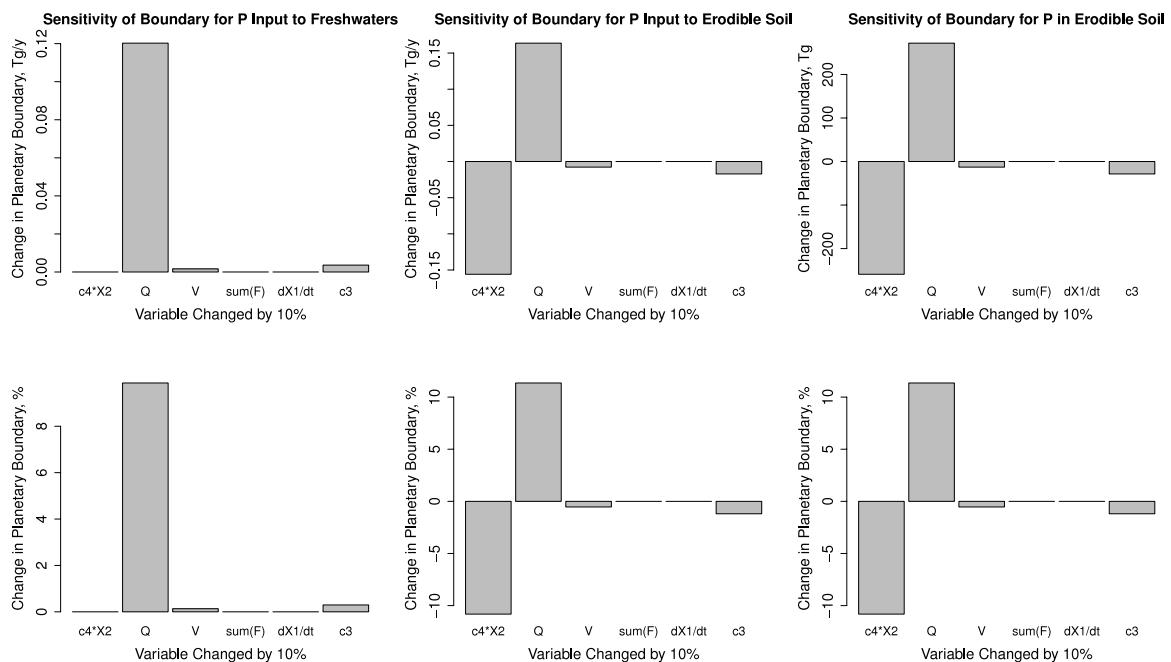 Sensitivity of Boundary for P Input to Freshwaters
Change in Planetary Boundary, Tg/y
0.12
0.08
0.04
0.00
c4*X2 Q V sum(F) dX1/dt c3
Variable Changed by 10%
Sensitivity of Boundary for P Input to Erodible Soil
Change in Planetary Boundary, Tg/y
0.15
0.05
−0.05
−0.15
c4*X2 Q V sum(F) dX1/dt c3
Variable Changed by 10%
Sensitivity of Boundary for P in Erodible Soil
Change in Planetary Boundary, Tg
200
100
0
−200
c4*X2 Q V sum(F) dX1/dt c3
Variable Changed by 10%
Change in Planetary Boundary, %
8
6
4
2
0
c4*X2 Q V sum(F) dX1/dt c3
Variable Changed by 10%
Change in Planetary Boundary, %
10
5
0
−5
−10
c4*X2 Q V sum(F) dX1/dt c3
Variable Changed by 10%
Change in Planetary Boundary, %
10
5
0
−5
−10
c4*X2 Q V sum(F) dX1/dt c3
Variable Changed by 10%